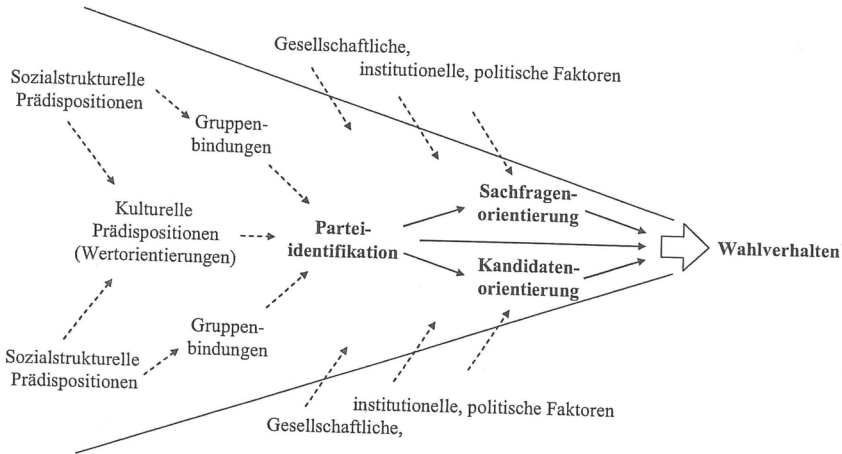 Gesellschaftliche,
institutionelle, politische Faktoren
Sozialstrukturelle
Prädispositionen
Gruppen-
bindungen
Kulturelle
Prädispositionen
(Wertorientierungen)
Partei-
identifikation
Sachfragen-
orientierung
Kandidaten-
orientierung
Wahlverhalten
Gruppen-
bindungen
Sozialstrukturelle
Prädispositionen
institutionelle, politische Faktoren
Gesellschaftliche,